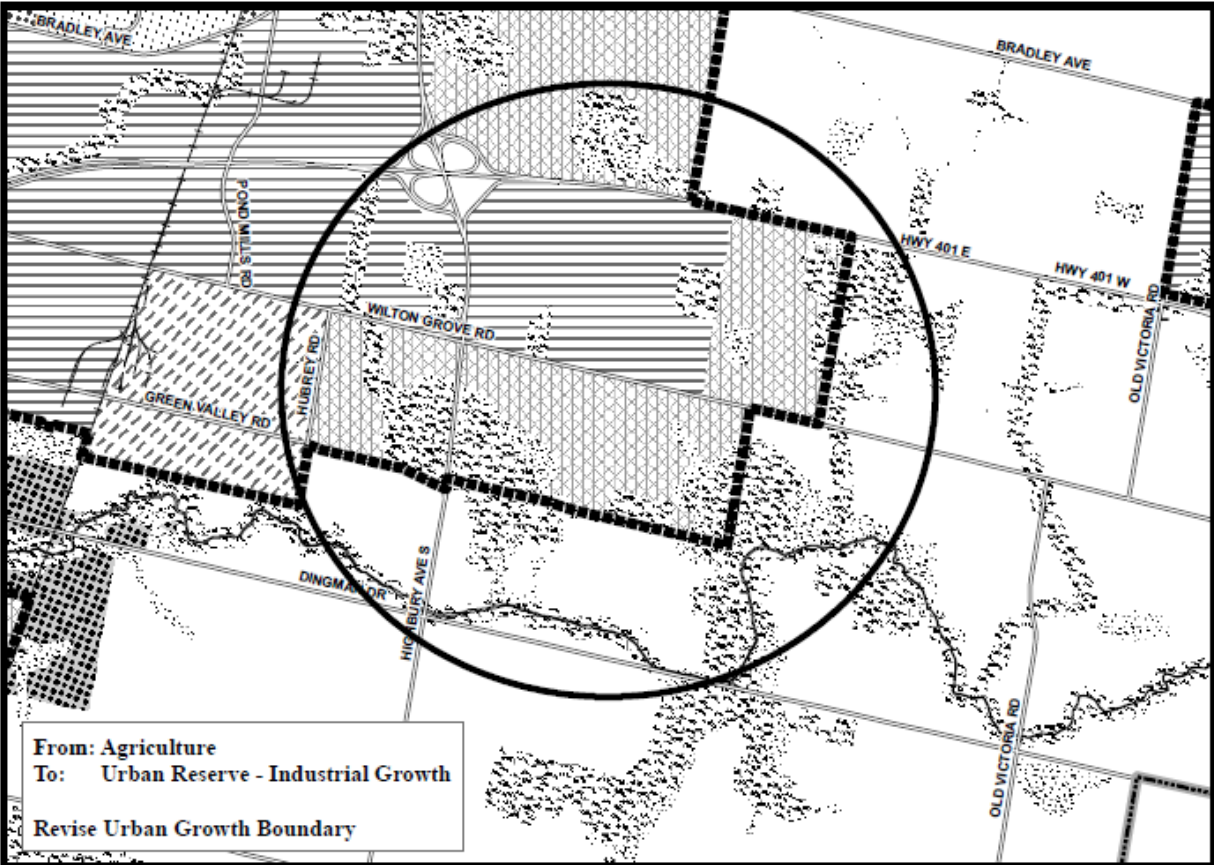 BRADLEY AVE
BRADLEY AVE
POND MILLS RD
HWY 401 E
HWY 401 W
OLD VICTORIA RD
WILTON GROVE RD
HUBREY RD
GREEN VALLEY RD
DINGMAN DR
HIGHBURY AVE S
OLD VICTORIA RD
From: Agriculture
To: Urban Reserve - Industrial Growth
Revise Urban Growth Boundary